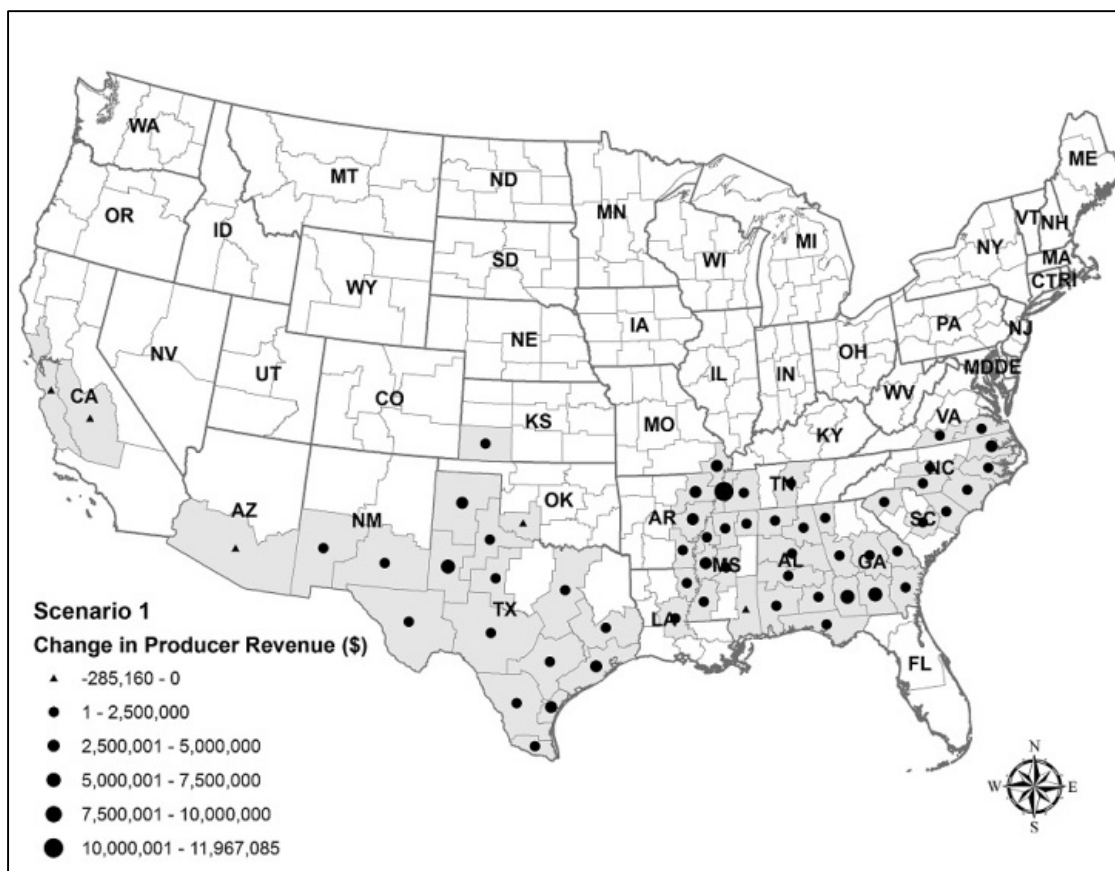 WA
MT
ND
ME
OR
ID
MN
VT
NH
NY
MI
WI
SD
MA
CT
RI
WY
IA
PA
NJ
NE
NV
OH
MD
DE
UT
IL
IN
CA
CO
WV
VA
KS
MO
KY
NC
TN
OK
AZ
NM
AR
SC
MS
AL
GA
TX
LA
FL
Scenario 1
Change in Producer Revenue ($)
-285,160 - 0
1 - 2,500,000
2,500,001 - 5,000,000
5,000,001 - 7,500,000
7,500,001 - 10,000,000
10,000,001 - 11,967,085
N
W
E
S